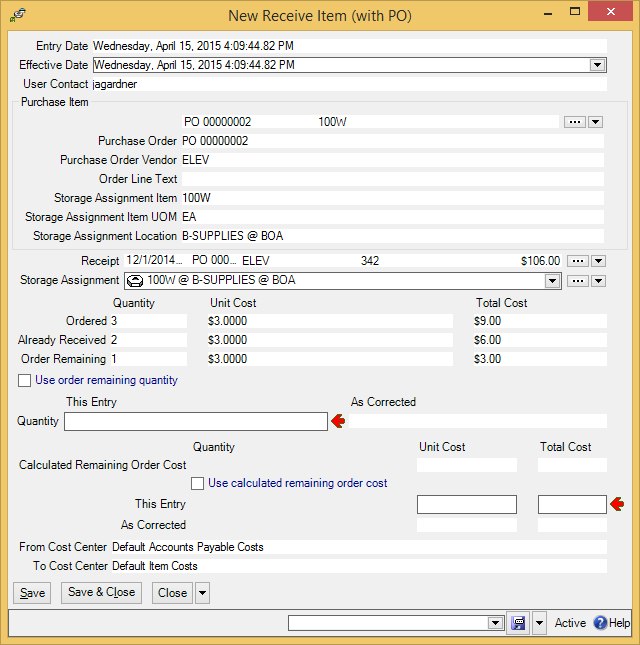 New Receive Item (with PO)
Entry Date Wednesday, April 15, 2015 4:09:44.82 PM
Effective Date Wednesday, April 15, 2015 4:09:44.82 PM
User Contact jagardner
Purchase Item
PO 00000002 100W
Purchase Order PO 00000002
Purchase Order Vendor ELEV
Order Line Text
Storage Assignment Item 100W
Storage Assignment Item UOM EA
Storage Assignment Location B-SUPPLIES @ BOA
Receipt 12/1/2014... PO 000... ELEV 342 $106.00
Storage Assignment 100W @ B-SUPPLIES @ BOA
Quantity Unit Cost Total Cost
Ordered 3 $3.0000 $9.00
Already Received 2 $3.0000 $6.00
Order Remaining 1 $3.0000 $3.00
Use order remaining quantity
This Entry As Corrected
Quantity
Quantity Unit Cost Total Cost
Calculated Remaining Order Cost
Use calculated remaining order cost
This Entry
As Corrected
From Cost Center Default Accounts Payable Costs
To Cost Center Default Item Costs
Save Save & Close Close
Active Help